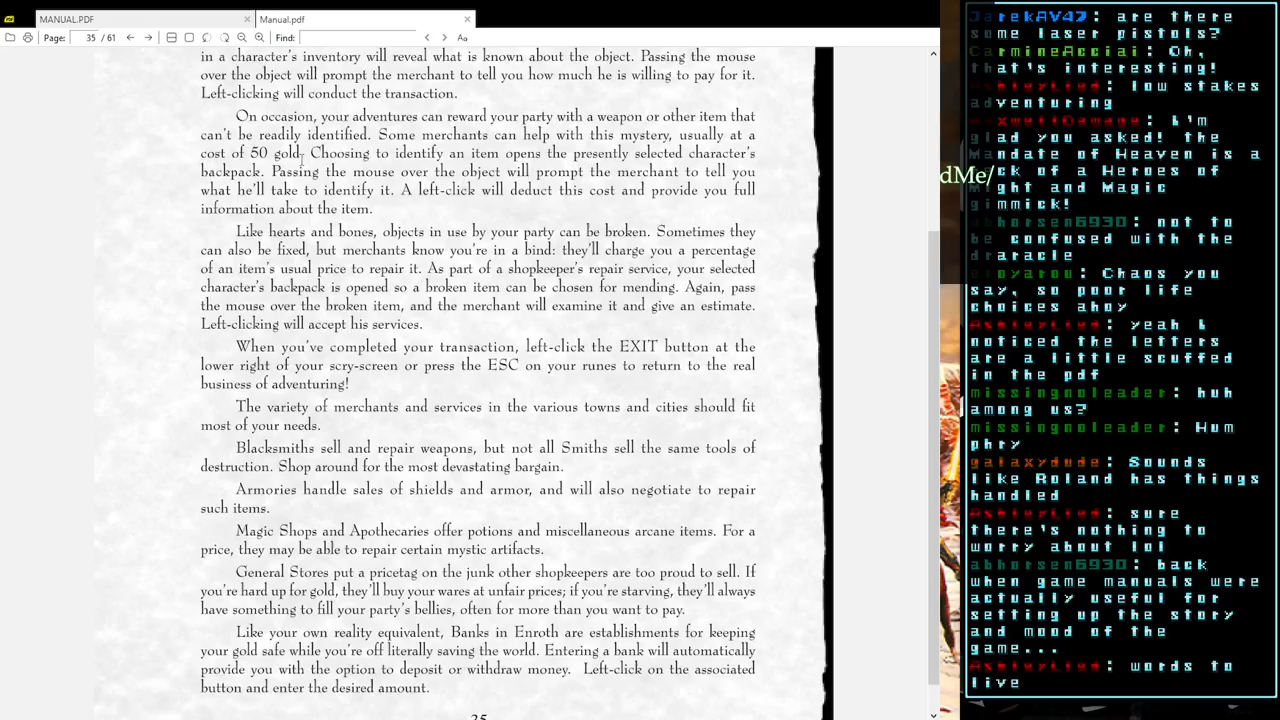 MANUAL.PDF
Manual.pdf
Page: 35 / 61 Find:
in a character's inventory will reveal what is known about the object. Passing the mouse
over the object will prompt the merchant to tell you how much he is willing to pay for it.
Left-clicking will conduct the transaction.
On occasion, your adventures can reward your party with a weapon or other item that
can't be readily identified. Some merchants can help with this mystery, usually at a
cost of 50 gold. Choosing to identify an item opens the presently selected character's
backpack. Passing the mouse over the object will prompt the merchant to tell you
what he'll take to identify it. A left-click will deduct this cost and provide you full
information about the item.
Like hearts and bones, objects in use by your party can be broken. Sometimes they
can also be fixed, but merchants know you're in a bind: they'll charge you a percentage
of an item's usual price to repair it. As part of a shopkeeper's repair service, your selected
character's backpack is opened so a broken item can be chosen for mending. Again, pass
the mouse over the broken item, and the merchant will examine it and give an estimate.
Left-clicking will accept his services.
When you've completed your transaction, left-click the EXIT button at the
lower right of your scry-screen or press the ESC on your runes to return to the real
business of adventuring!
The variety of merchants and services in the various towns and cities should fit
most of your needs.
Blacksmiths sell and repair weapons, but not all Smiths sell the same tools of
destruction. Shop around for the most devastating bargain.
Armories handle sales of shields and armor, and will also negotiate to repair
such items.
Magic Shops and Apothecaries offer potions and miscellaneous arcane items. For a
price, they may be able to repair certain mystic artifacts.
General Stores put a pricetag on the junk other shopkeepers are too proud to sell. If
you're hard up for gold, they'll buy your wares at unfair prices; if you're starving, they'll always
have something to fill your party's bellies, often for more than you want to pay.
Like your own reality equivalent, Banks in Enroth are establishments for keeping
your gold safe while you're off literally saving the world. Entering a bank will automatically
provide you with the option to deposit or withdraw money. Left-click on the associated
button and enter the desired amount.
35
dMe/
JarekAV47: are there
some laser pistols?
CarmineAcciai: Oh,
that's interesting!
AshleyLied: low stakes
adventuring
xwellDamage: I'm
glad you asked! the
Mandate of Heaven is a
ck of a Heroes of
Might and Magic
gimmick!
abhorsen6930: not to
be confused with the
draracle
oyarou: Chaos you
say, so poor life
choices ahoy
AshleyLied: yeah I
noticed the letters
are a little scuffed
in the pdf
missingnoleader: huh
among us?
missingnoleader: Hum
phry
galaxydude: Sounds
like Roland has things
handled
AshleyLied: sure
there's nothing to
worry about lol
abhorsen6930: back
when game manuals were
actually useful for
setting up the story
and mood of the
game...
AshleyLied: words to
live